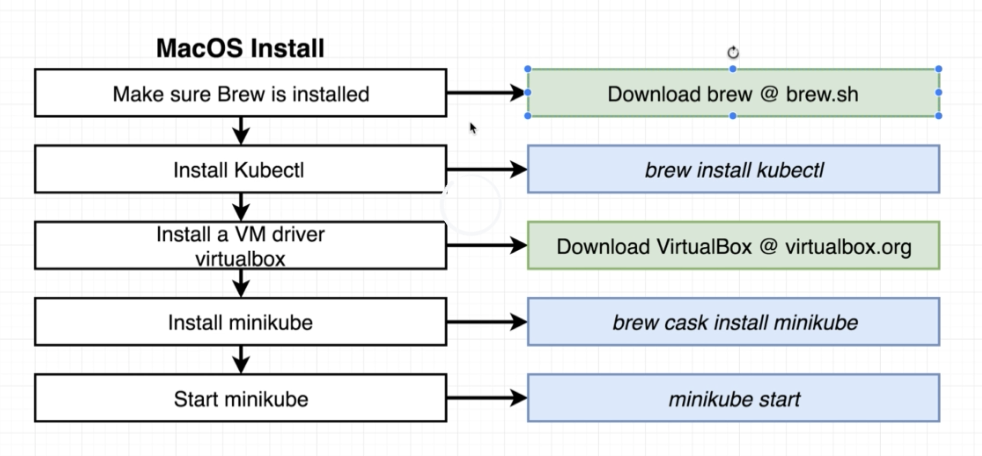 MacOS Install
Make sure Brew is installed
Download brew @ brew.sh
Install Kubectl
brew install kubectl
Install a VM driver
virtualbox
Download VirtualBox @ virtualbox.org
Install minikube
brew cask install minikube
Start minikube
minikube start